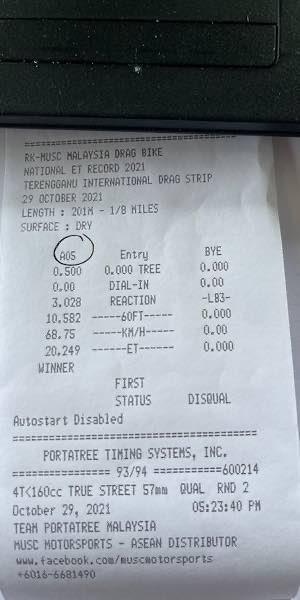 ==========================================
RK-MUSC MALAYSIA DRAG BIKE
NATIONAL ET RECORD 2021
TERENGGANU INTERNATIONAL DRAG STRIP
29 OCTOBER 2021
LENGTH : 201M - 1/8 MILES
SURFACE : DRY
A05 Entry BYE
0.500 0.000 TREE 0.000
0.00 DIAL-IN 0.00
3.028 REACTION -LB3-
10.582 -----60FT----- 0.000
68.75 -----KM/H----- 0.00
20.249 ------ET------ 0.000
WINNER
FIRST
STATUS DISQUAL
Autostart Disabled
==========================================
PORTATREE TIMING SYSTEMS, INC.
================ 93/94 ===========600214
4T<160cc TRUE STREET 57mm QUAL RND 2
October 29, 2021 05:23:40 PM
TEAM PORTATREE MALAYSIA
MUSC MOTORSPORTS - ASEAN DISTRIBUTOR
www.facebook.com/muscmotorsports
+6016-6681490